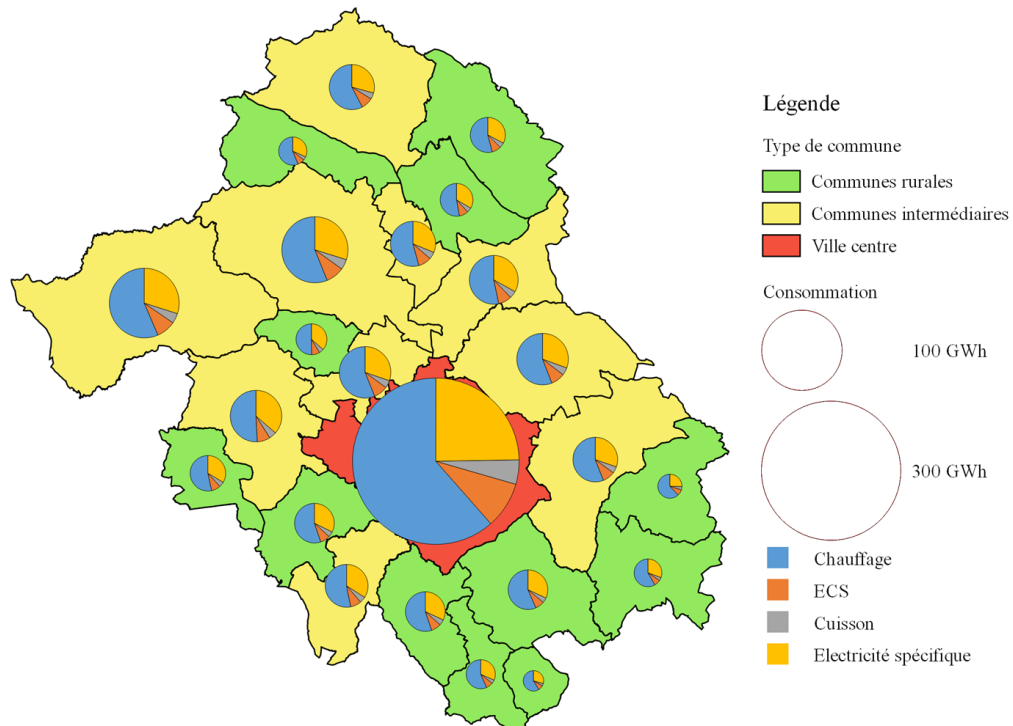 Légende
Type de commune
Communes rurales
Communes intermédiaires
Ville centre
Consommation
100 GWh
300 GWh
Chauffage
ECS
Cuisson
Electricité spécifique